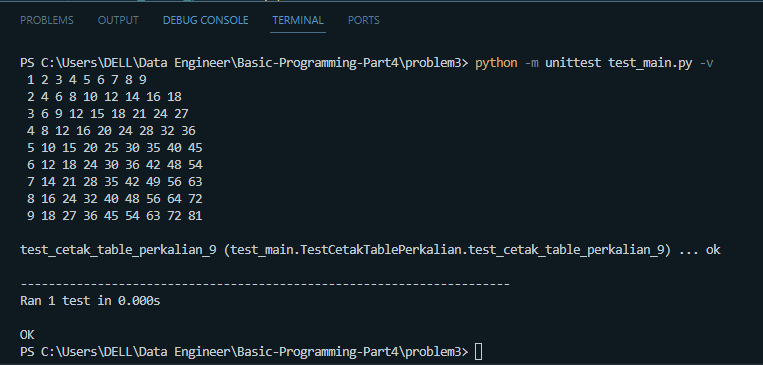 PROBLEMS OUTPUT DEBUG CONSOLE TERMINAL PORTS
PS C:\Users\DELL\Data Engineer\Basic-Programming-Part4\problem3> python -m unittest test_main.py -v
1 2 3 4 5 6 7 8 9
2 4 6 8 10 12 14 16 18
3 6 9 12 15 18 21 24 27
4 8 12 16 20 24 28 32 36
5 10 15 20 25 30 35 40 45
6 12 18 24 30 36 42 48 54
7 14 21 28 35 42 49 56 63
8 16 24 32 40 48 56 64 72
9 18 27 36 45 54 63 72 81
test_cetak_table_perkalian_9 (test_main.TestCetakTablePerkalian.test_cetak_table_perkalian_9) ... ok
----------------------------------------------------------------------
Ran 1 test in 0.000s
OK
PS C:\Users\DELL\Data Engineer\Basic-Programming-Part4\problem3>